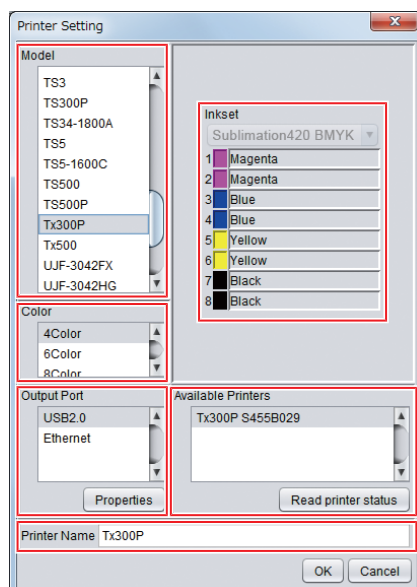 Printer Setting
x
Model
TS3
TS300P
TS34-1800A
TS5
TS5-1600C
TS500
TS500P
Tx300P
Tx500
UJF-3042FX
UJF-3042HG
Inkset
Sublimation420 BMYK
1 Magenta
2 Magenta
3 Blue
4 Blue
5 Yellow
6 Yellow
7 Black
8 Black
Color
4Color
6Color
8Color
Output Port
USB2.0
Ethernet
Properties
Available Printers
Tx300P S455B029
Read printer status
Printer Name Tx300P
OK Cancel